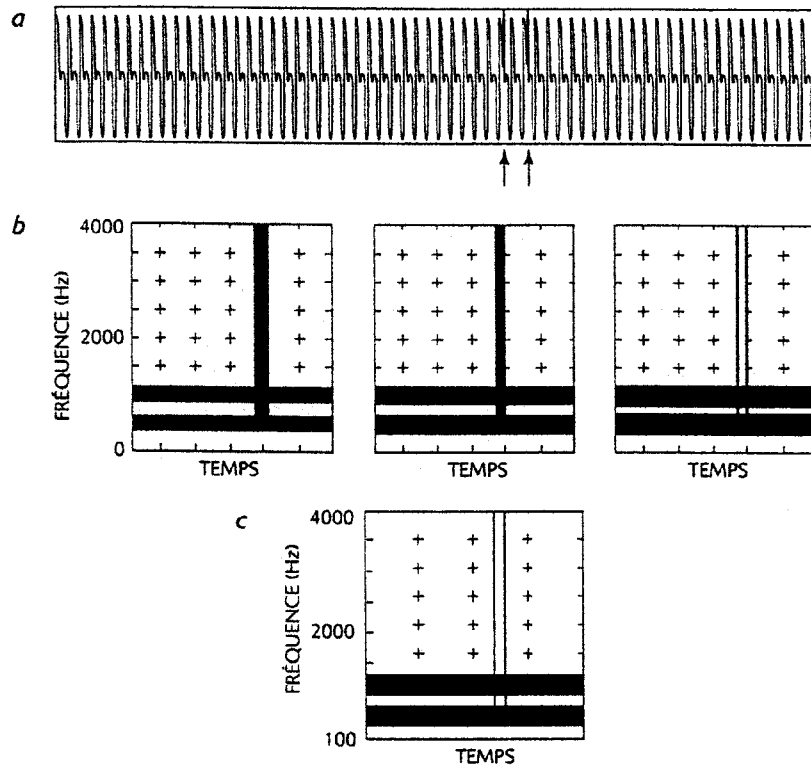 a
b
FRÉQUENCE (Hz)
4000
2000
0
TEMPS
TEMPS
TEMPS
c
FRÉQUENCE (Hz)
4000
2000
100
TEMPS